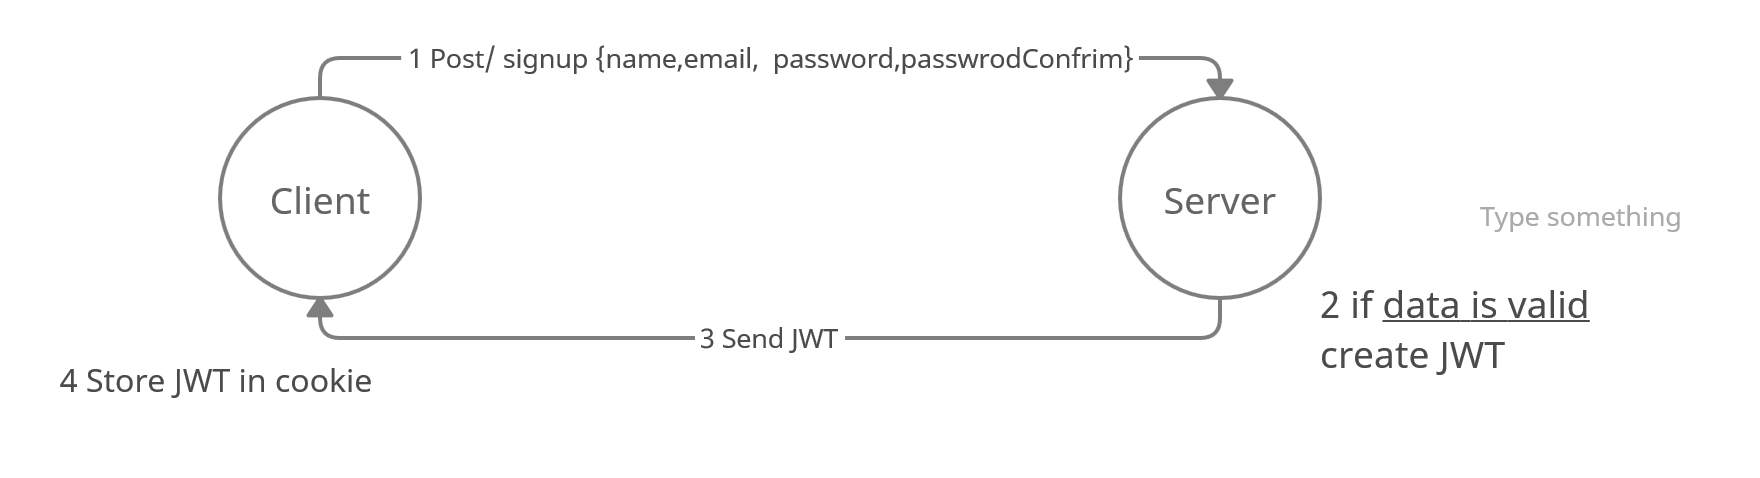 1 Post/ signup {name,email,  password,passwrodConfrim}
Client
Server
Type something
2 if data is valid
create JWT
3 Send JWT
4 Store JWT in cookie